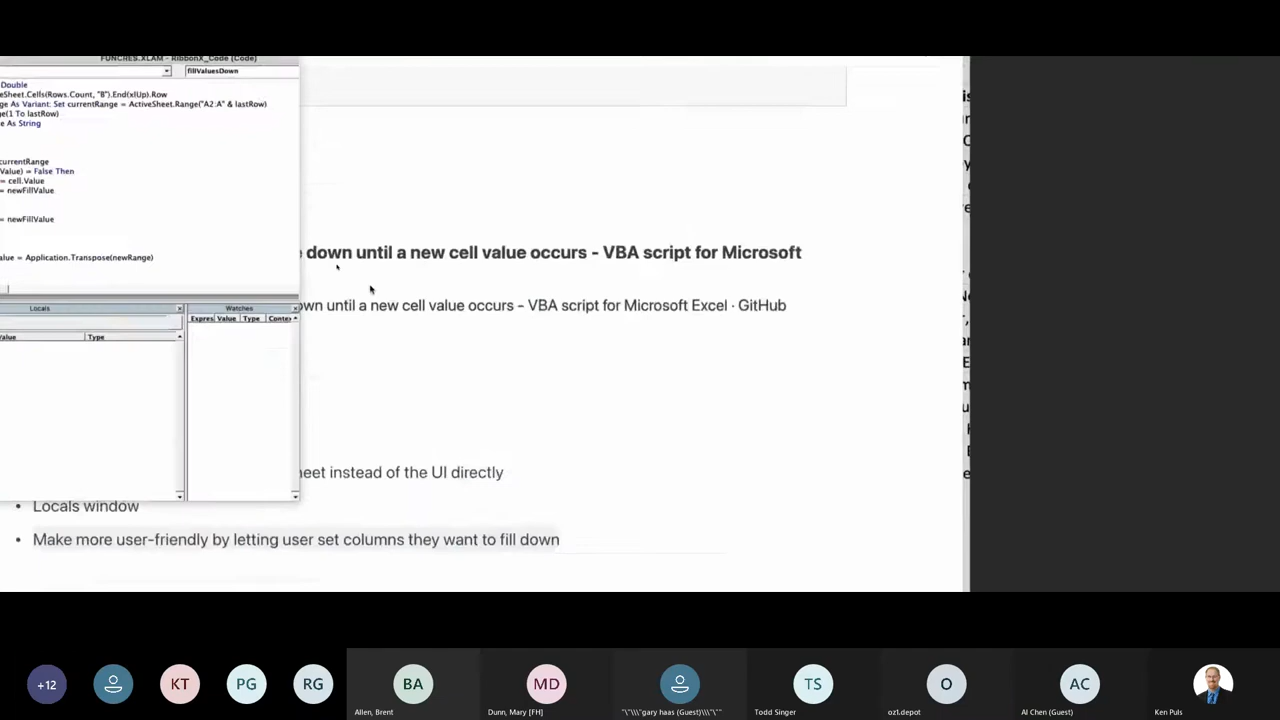 FUNCRES.XLAM - RibbonX_Code (Code)
fillValuesDown
Double
eSheet.Cells(Rows.Count, "B").End(xlUp).Row
ge As Variant: Set currentRange = ActiveSheet.Range("A2:A" & lastRow)
ge(1 To lastRow)
e As String
currentRange
Value) = False Then
= cell.Value
= newFillValue
= newFillValue
alue = Application.Transpose(newRange)
e down until a new cell value occurs - VBA script for Microsoft
own until a new cell value occurs - VBA script for Microsoft Excel · GitHub
Locals
Watches
Expres Value Type Contex
Value Type
heet instead of the UI directly
• Locals window
• Make more user-friendly by letting user set columns they want to fill down
+12
KT
PG
RG
BA
MD
TS
O
AC
Allen, Brent
Dunn, Mary [FH]
"\"\\"gary haas (Guest)\\\"\""
Todd Singer
oz1.depot
Al Chen (Guest)
Ken Puls